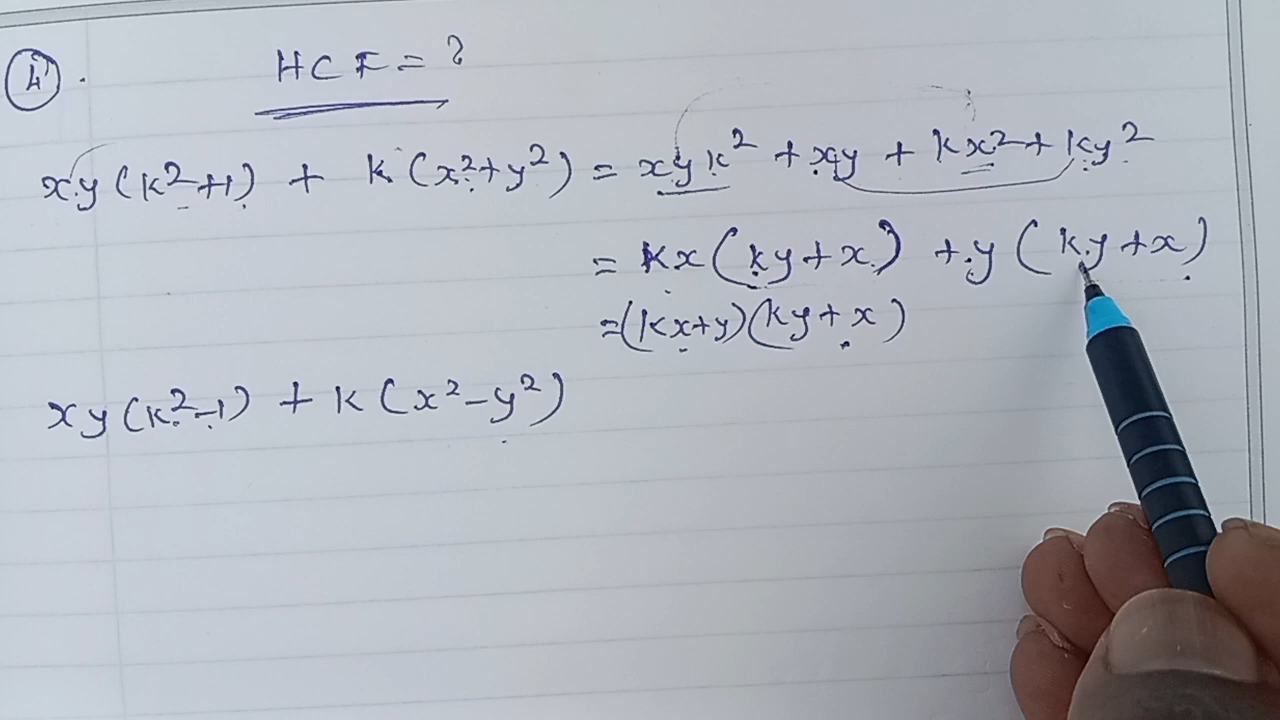 4. HCF = ?
xy(k²+1) + k(x²+y²) = xyk² + xy + kx² + ky²
= kx(ky+x) + y(ky+x)
= (kx+y)(ky+x)
xy(k²-1) + k(x²-y²)